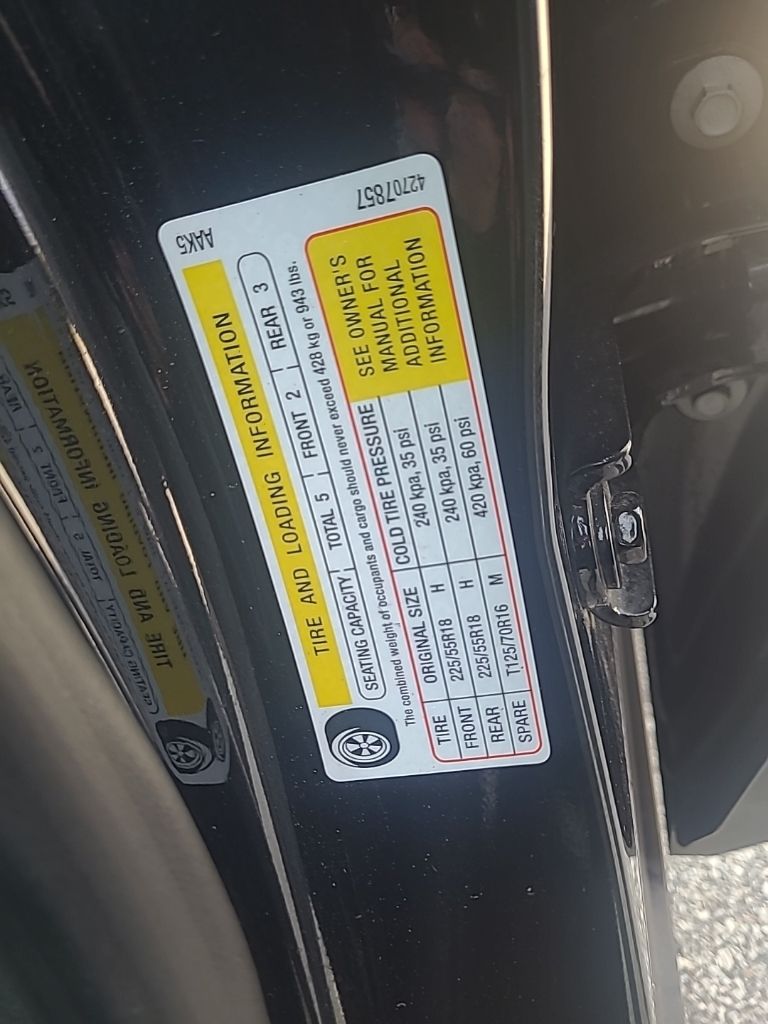 TIRE AND LOADING INFORMATION
SEATING CAPACITY TOTAL 5 FRONT 2 REAR 3
The combined weight of occupants and cargo should never exceed 428 kg or 943 lbs.
TIRE ORIGINAL SIZE COLD TIRE PRESSURE
FRONT 225/55R18 H 240 kpa, 35 psi
REAR 225/55R18 H 240 kpa, 35 psi
SPARE T125/70R16 M 420 kpa, 60 psi
SEE OWNER'S
MANUAL FOR
ADDITIONAL
INFORMATION
AAK5
42707857